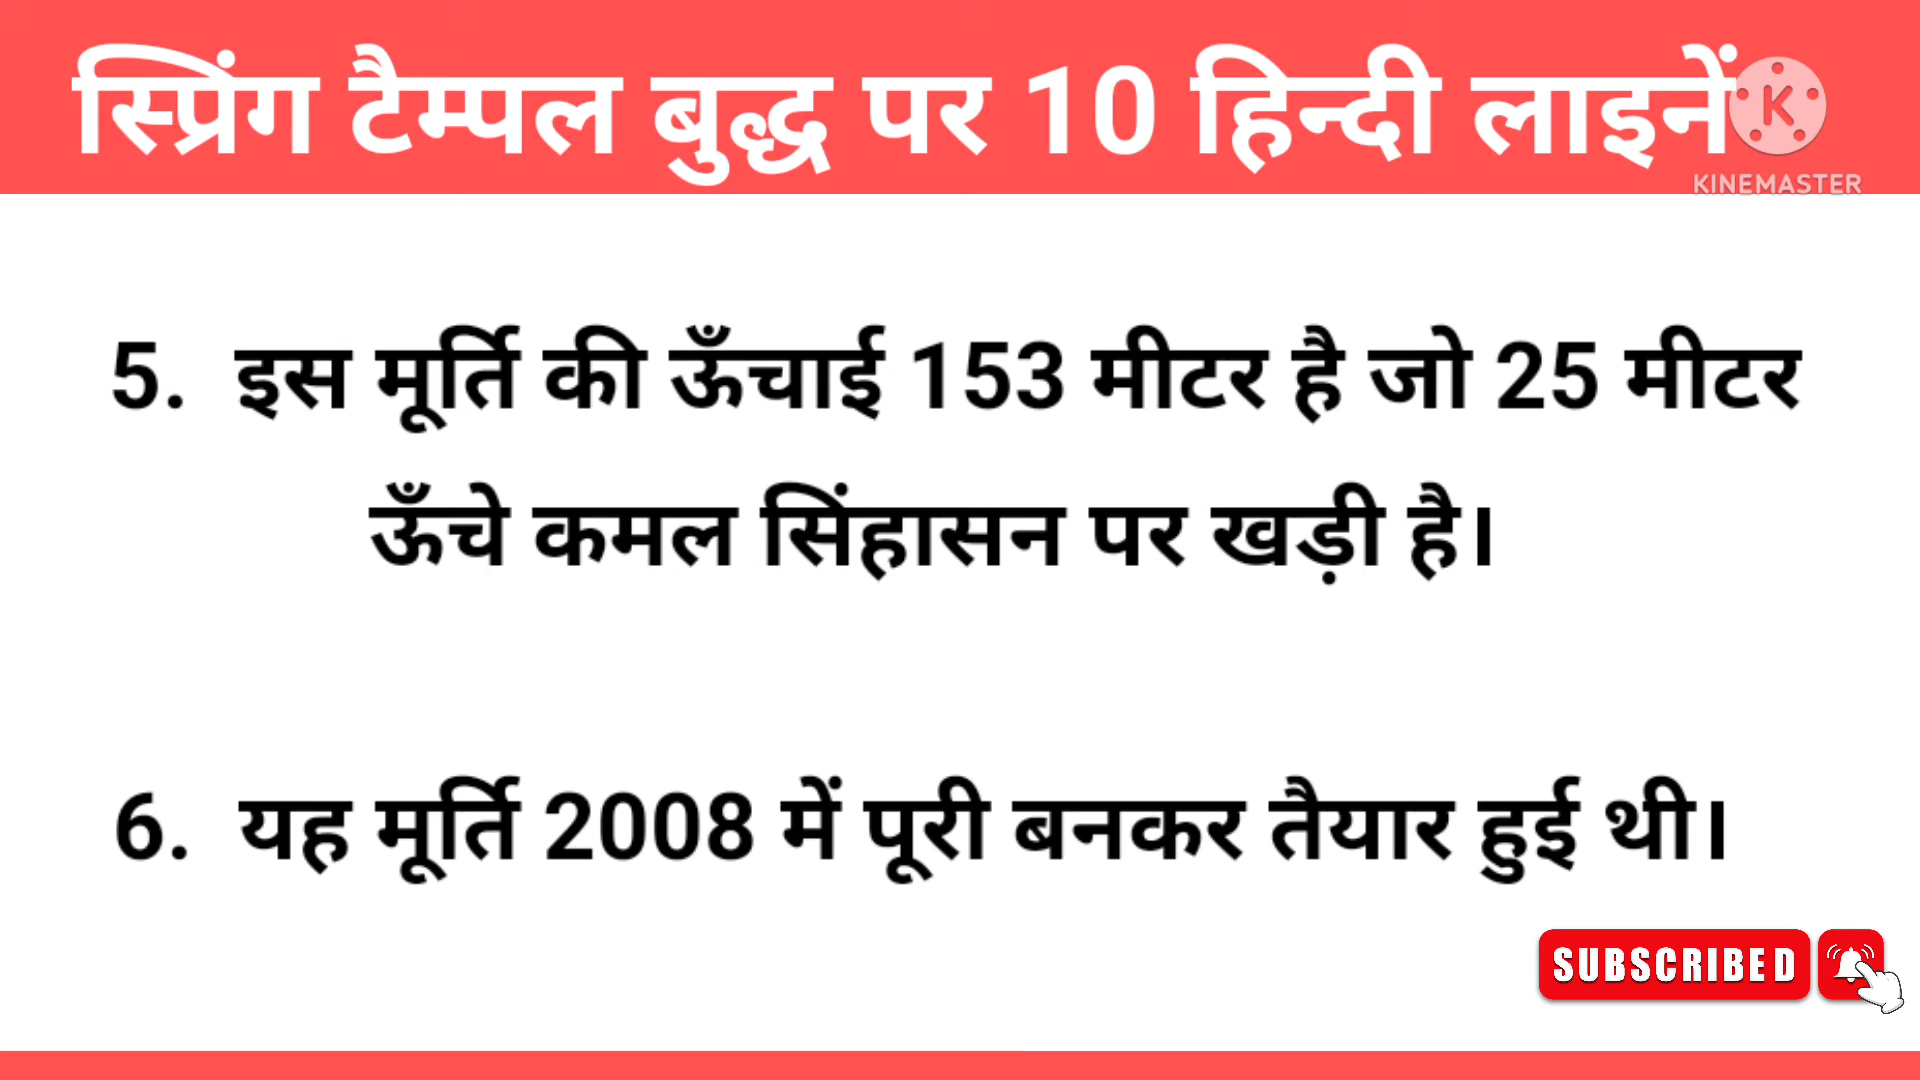 स्प्रिंग टैम्पल बुद्ध पर 10 हिन्दी लाइनें
KINEMASTER
5. इस मूर्ति की ऊँचाई 153 मीटर है जो 25 मीटर
ऊँचे कमल सिंहासन पर खड़ी है।
6. यह मूर्ति 2008 में पूरी बनकर तैयार हुई थी।
SUBSCRIBED